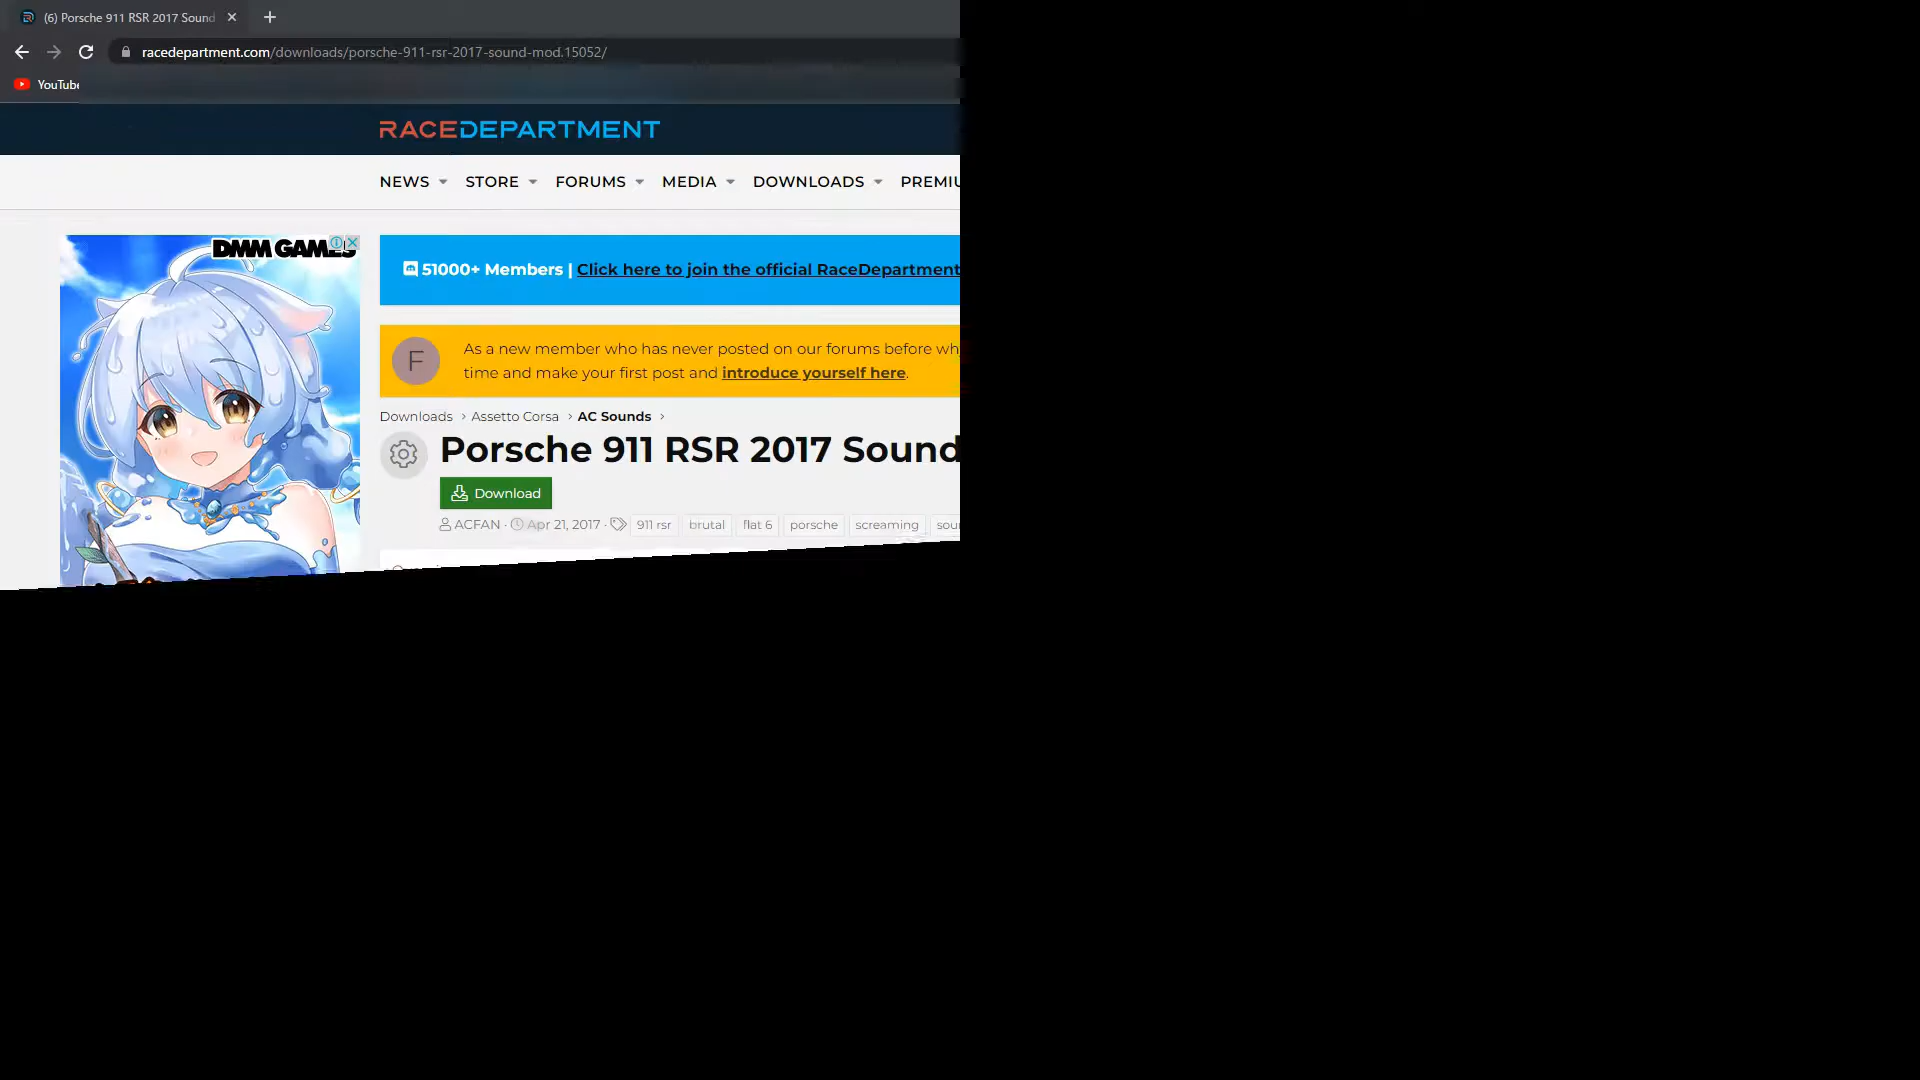 (6) Porsche 911 RSR 2017 Sound
racedepartment.com/downloads/porsche-911-rsr-2017-sound-mod.15052/
YouTube
RACEDEPARTMENT
NEWS STORE FORUMS MEDIA DOWNLOADS PREMIU
DMM GAMES
51000+ Members | Click here to join the official RaceDepartment
F
As a new member who has never posted on our forums before wh
time and make your first post and introduce yourself here.
Downloads > Assetto Corsa > AC Sounds >
Porsche 911 RSR 2017 Sound
Download
ACFAN · Apr 21, 2017 · 911 rsr brutal flat 6 porsche screaming soun